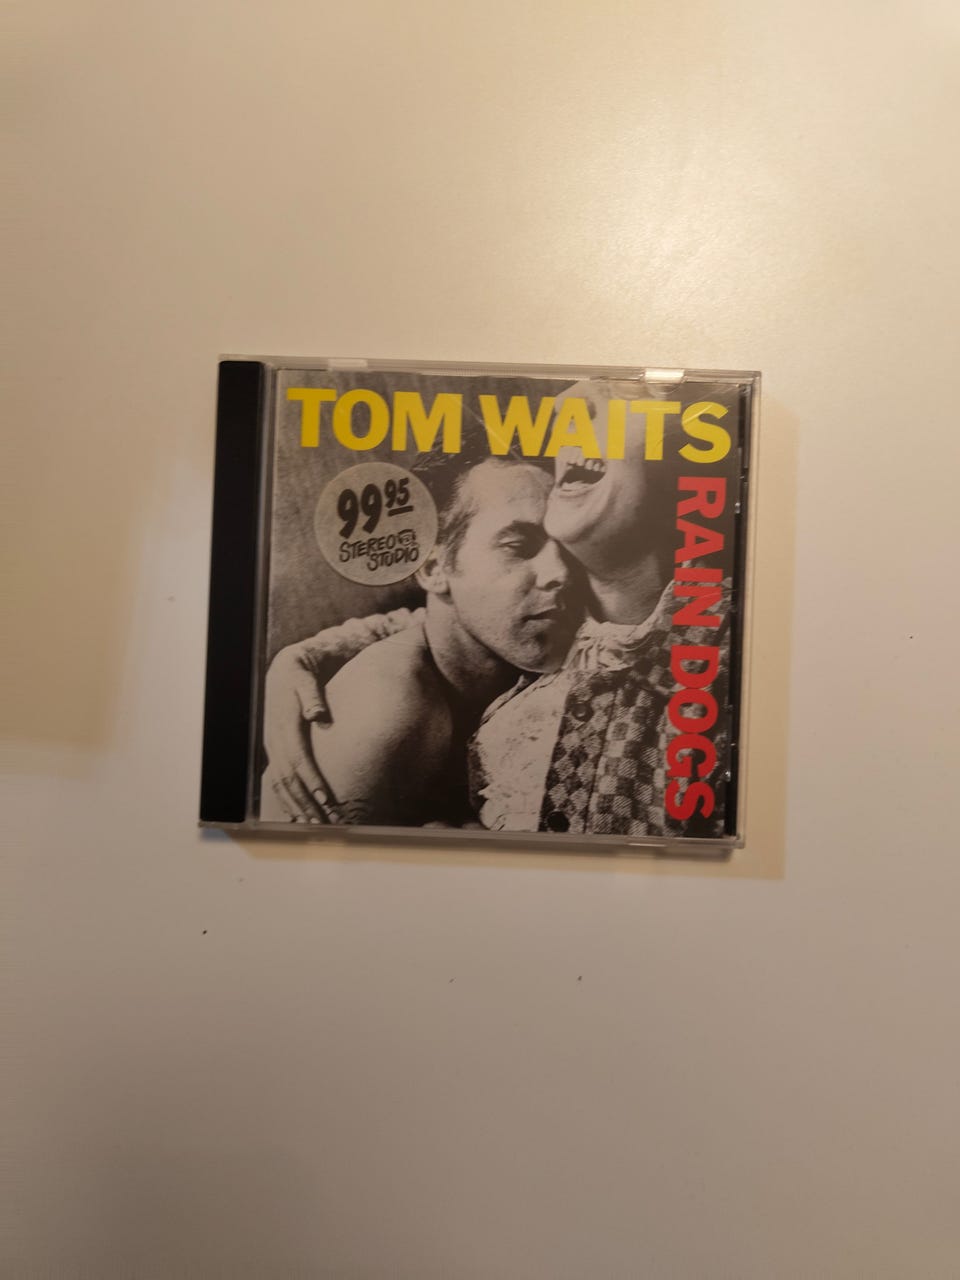 TOM WAITS
RAIN DOGS
99 95
STEREO
STUDIO